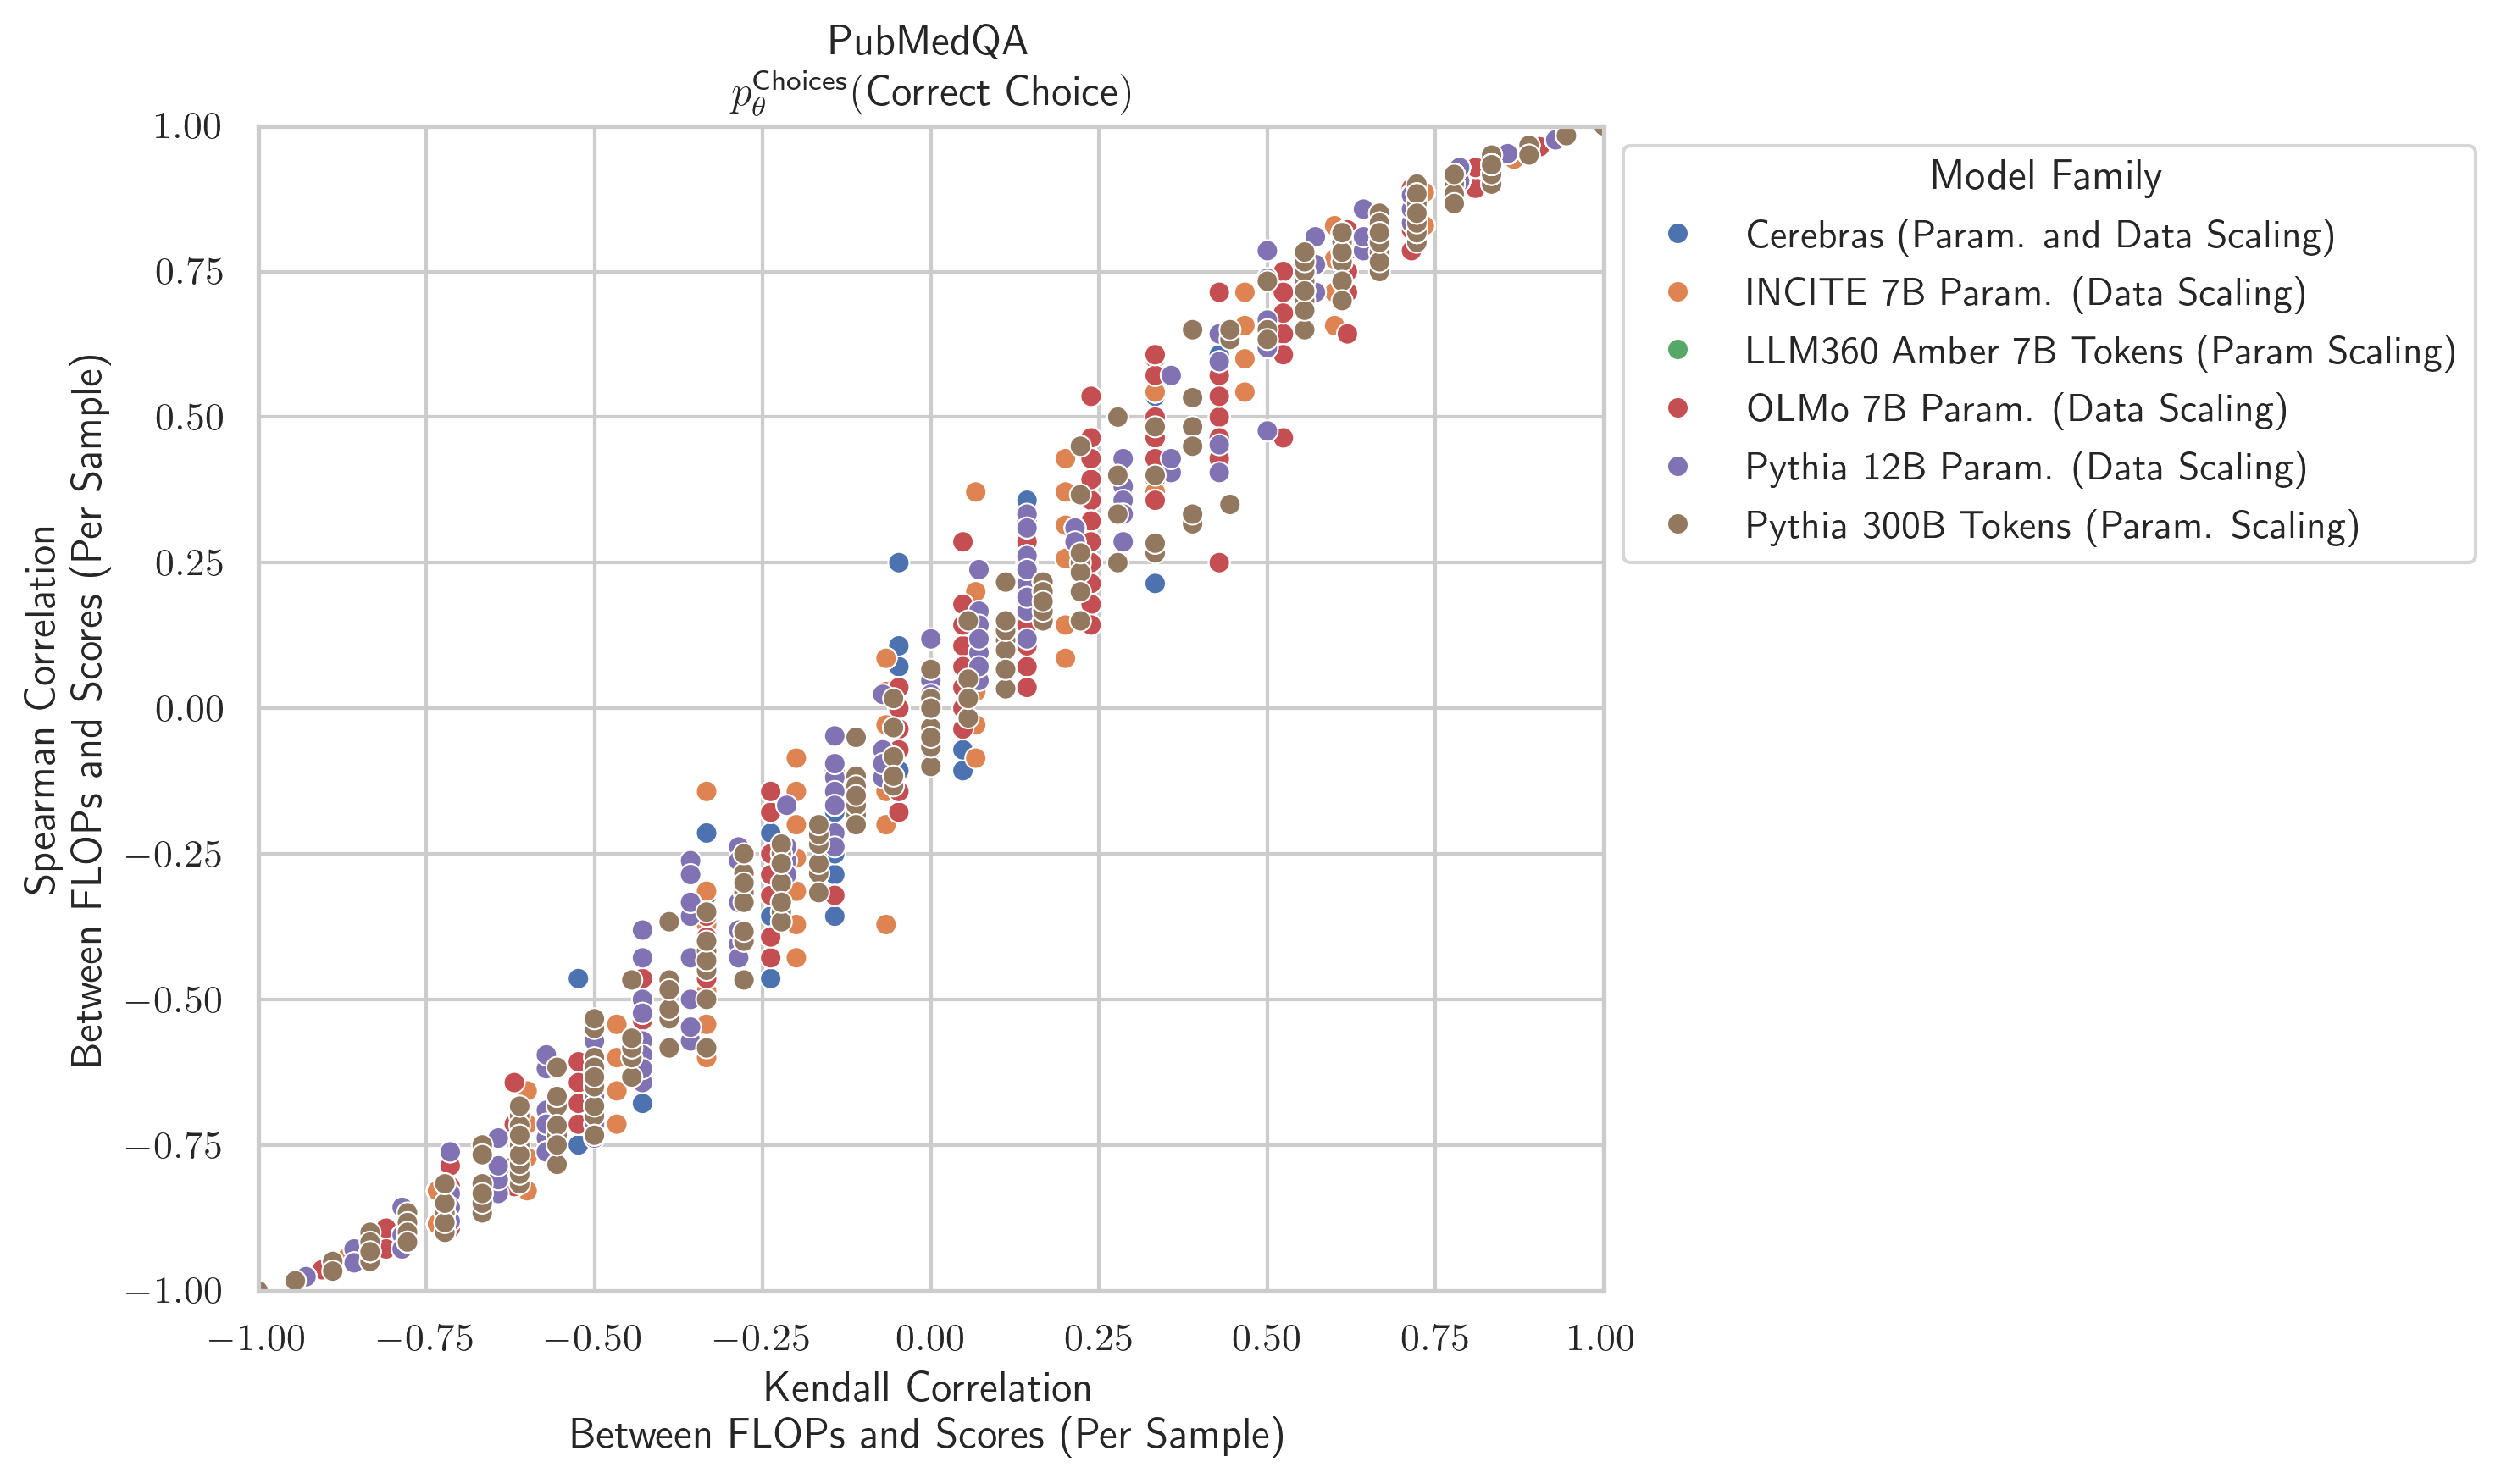 PubMedQA
p_θ^Choices(Correct Choice)
1.00
0.75
0.50
0.25
0.00
−0.25
−0.50
−0.75
−1.00
Spearman Correlation
Between FLOPs and Scores (Per Sample)
−1.00 −0.75 −0.50 −0.25 0.00 0.25 0.50 0.75 1.00
Kendall Correlation
Between FLOPs and Scores (Per Sample)
Model Family
Cerebras (Param. and Data Scaling)
INCITE 7B Param. (Data Scaling)
LLM360 Amber 7B Tokens (Param Scaling)
OLMo 7B Param. (Data Scaling)
Pythia 12B Param. (Data Scaling)
Pythia 300B Tokens (Param. Scaling)